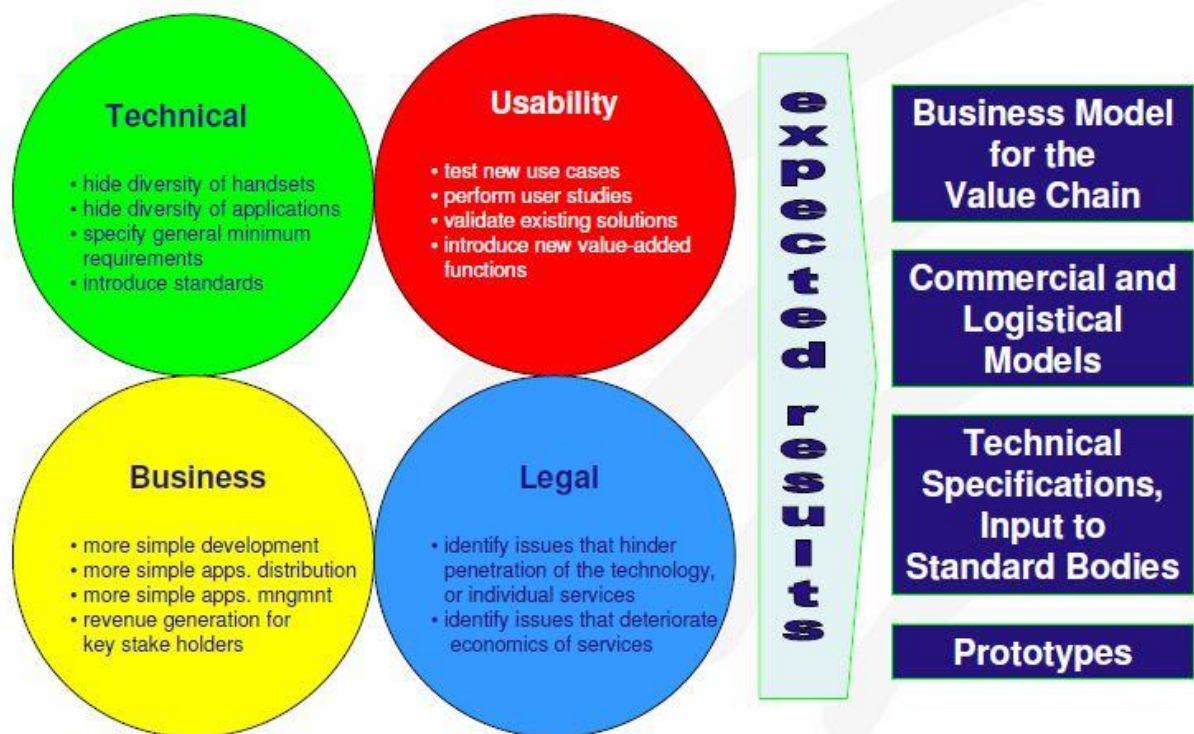 Technical
• hide diversity of handsets
• hide diversity of applications
• specify general minimum
requirements
• introduce standards
Usability
• test new use cases
• perform user studies
• validate existing solutions
• introduce new value-added
functions
Business
• more simple development
• more simple apps. distribution
• more simple apps. mngmnt
• revenue generation for
key stake holders
Legal
• identify issues that hinder
penetration of the technology,
or individual services
• identify issues that deteriorate
economics of services
expected results
Business Model
for the
Value Chain
Commercial and
Logistical
Models
Technical
Specifications,
Input to
Standard Bodies
Prototypes